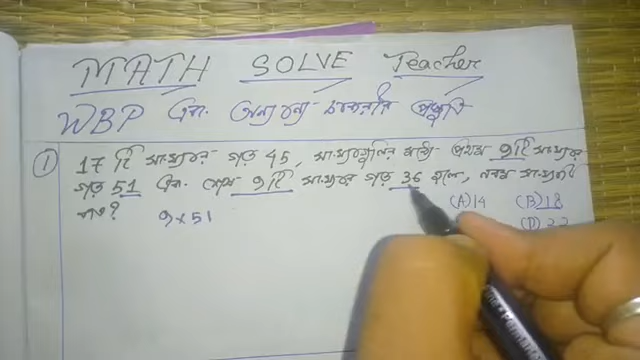 MATH SOLVE Teacher
WBP এবং অন্যান্য চাকরীর প্রস্তুতি
① 17 টি সংখ্যার গড় 45, সংখ্যাগুলির মধ্যে প্রথম 9টি সংখ্যার
গড় 51 এবং শেষ 9টি সংখ্যার গড় 36 হলে, নবম সংখ্যাটি
কত? (A) 14 (B) 18
9 x 51 (D) 22